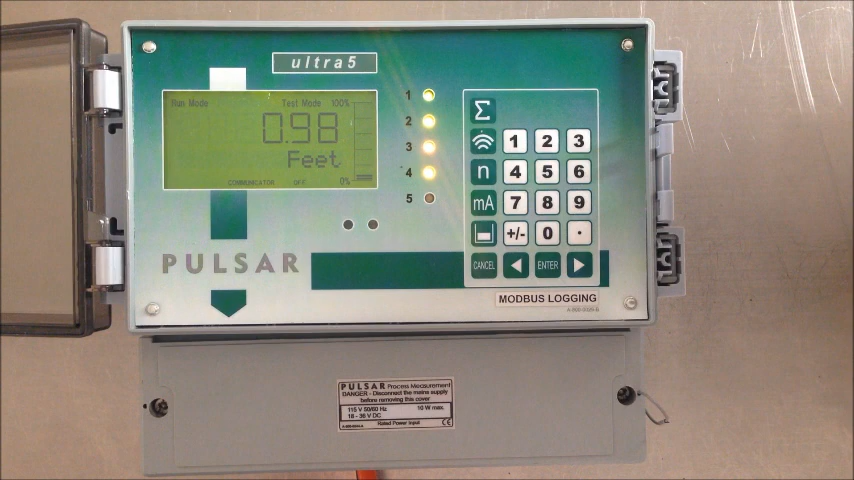 ultra5
Run Mode Test Mode 100%
0.98
Feet
COMMUNICATOR OFF 0%
1
2
3
4
5
Σ
1 2 3
n 4 5 6
mA 7 8 9
+/- 0 .
CANCEL ENTER
PULSAR
MODBUS LOGGING
PULSAR Process Measurement
DANGER - Disconnect the mains supply
before removing this cover
115 V 50/60 Hz 10 W max.
18 - 36 V DC
Rated Power Input CE